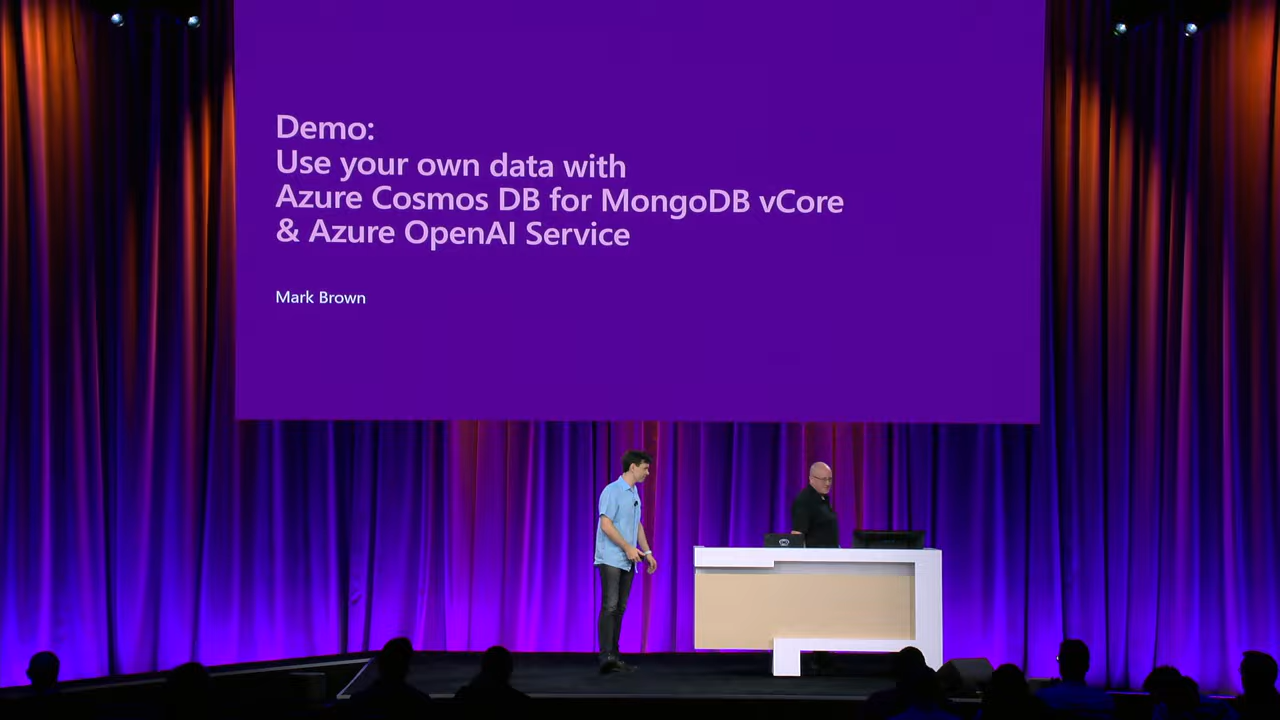 Demo:
Use your own data with
Azure Cosmos DB for MongoDB vCore
& Azure OpenAI Service
Mark Brown